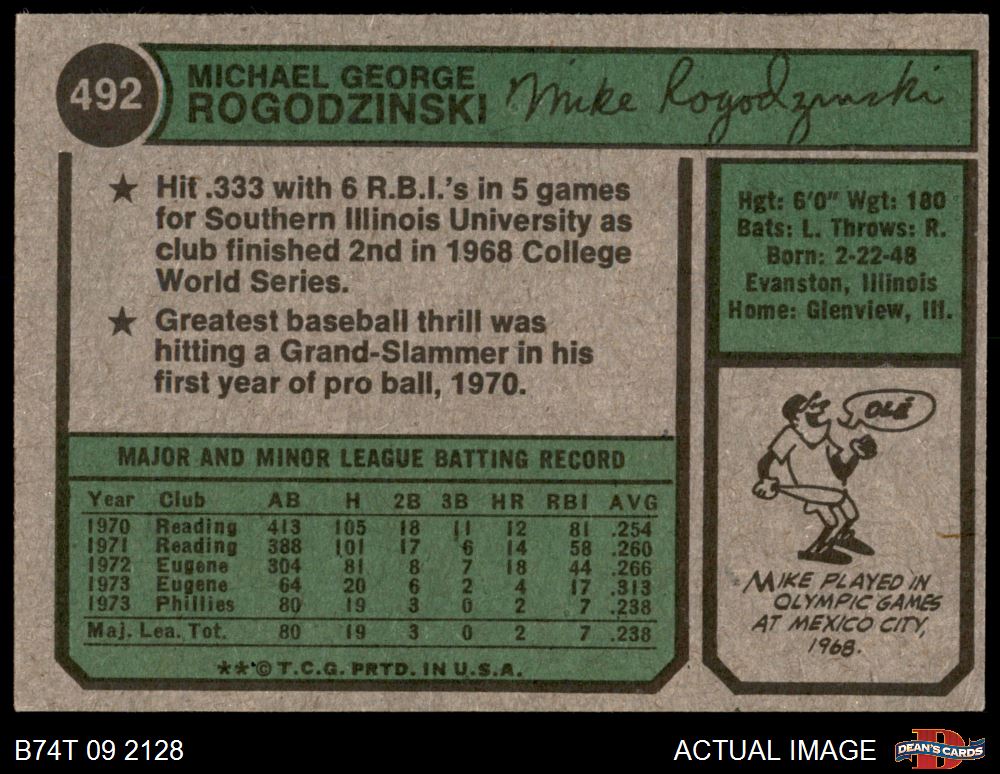 492
MICHAEL GEORGE
ROGODZINSKI
Mike Rogodzinski
★ Hit .333 with 6 R.B.I.'s in 5 games
for Southern Illinois University as
club finished 2nd in 1968 College
World Series.
★ Greatest baseball thrill was
hitting a Grand-Slammer in his
first year of pro ball, 1970.
Hgt: 6'0" Wgt: 180
Bats: L. Throws: R.
Born: 2-22-48
Evanston, Illinois
Home: Glenview, Ill.
OLÉ
MIKE PLAYED IN
OLYMPIC GAMES
AT MEXICO CITY,
1968.
MAJOR AND MINOR LEAGUE BATTING RECORD
Year Club AB H 2B 3B HR RBI AVG
1970 Reading 413 105 18 11 12 81 .254
1971 Reading 388 101 17 6 14 58 .260
1972 Eugene 304 81 8 7 18 44 .266
1973 Eugene 64 20 6 2 4 17 .313
1973 Phillies 80 19 3 0 2 7 .238
Maj. Lea. Tot. 80 19 3 0 2 7 .238
**© T.C.G. PRTD. IN U.S.A.
B74T 09 2128
ACTUAL IMAGE
D
DEAN'S CARDS